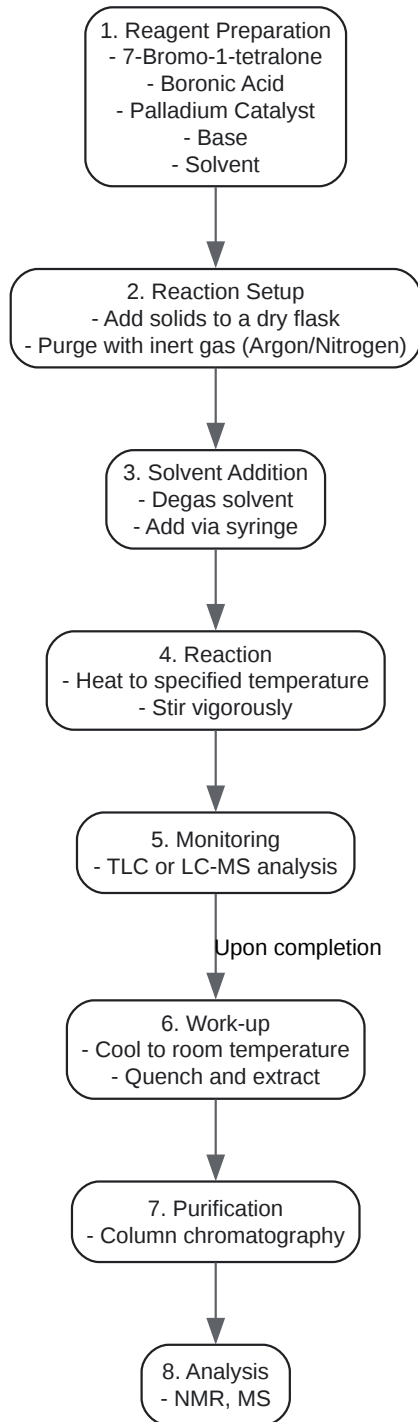 1. Reagent Preparation
- 7-Bromo-1-tetralone
- Boronic Acid
- Palladium Catalyst
- Base
- Solvent
2. Reaction Setup
- Add solids to a dry flask
- Purge with inert gas (Argon/Nitrogen)
3. Solvent Addition
- Degas solvent
- Add via syringe
4. Reaction
- Heat to specified temperature
- Stir vigorously
5. Monitoring
- TLC or LC-MS analysis
Upon completion
6. Work-up
- Cool to room temperature
- Quench and extract
7. Purification
- Column chromatography
8. Analysis
- NMR, MS